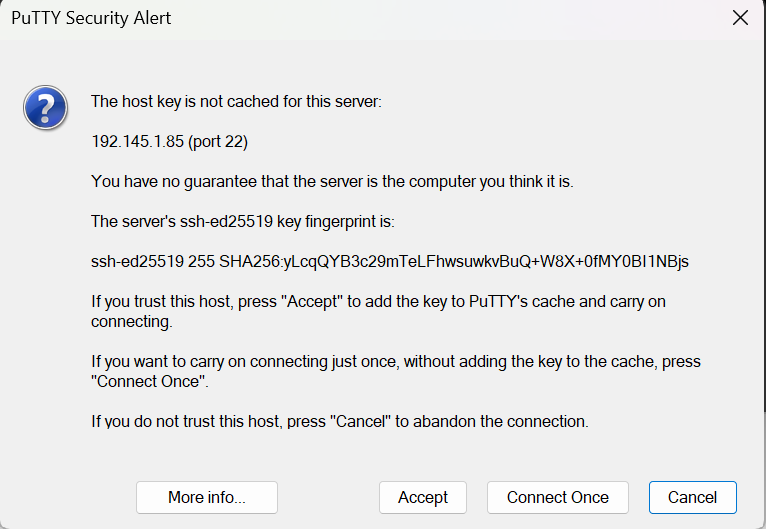 PuTTY Security Alert
The host key is not cached for this server:
192.145.1.85 (port 22)
You have no guarantee that the server is the computer you think it is.
The server's ssh-ed25519 key fingerprint is:
ssh-ed25519 255 SHA256:yLcqQYB3c29mTeLFhwsuwkvBuQ+W8X+0fMY0BI1NBjs
If you trust this host, press "Accept" to add the key to PuTTY's cache and carry on
connecting.
If you want to carry on connecting just once, without adding the key to the cache, press
"Connect Once".
If you do not trust this host, press "Cancel" to abandon the connection.
More info...
Accept
Connect Once
Cancel